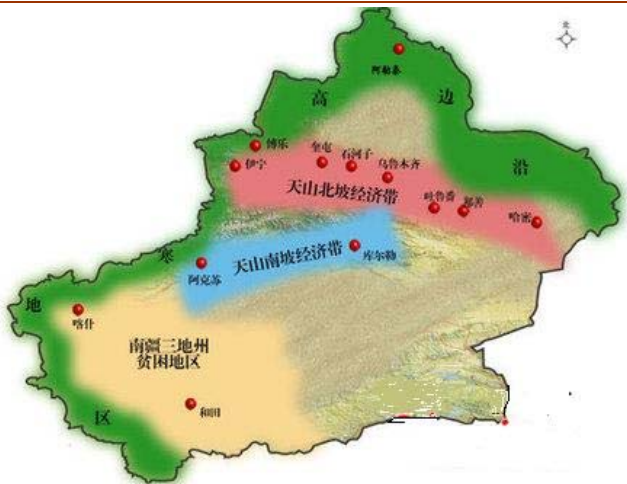 北
阿勒泰
高
边
沿
博乐
伊宁
奎屯
石河子
乌鲁木齐
天山北坡经济带
吐鲁番
鄯善
哈密
寒
天山南坡经济带
库尔勒
阿克苏
地
喀什
南疆三地州
贫困地区
和田
区